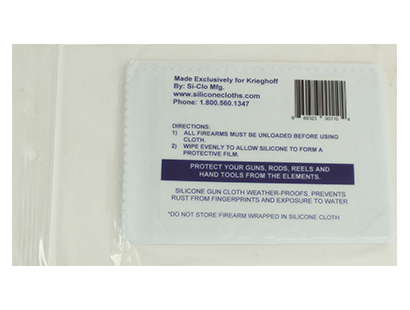 Made Exclusively for Krieghoff
By: Si-Clo Mfg.
www.siliconecloths.com
Phone: 1.800.560.1347
DIRECTIONS:
1) ALL FIREARMS MUST BE UNLOADED BEFORE USING
CLOTH.
2) WIPE EVENLY TO ALLOW SILICONE TO FORM A
PROTECTIVE FILM.
PROTECT YOUR GUNS, RODS, REELS AND
HAND TOOLS FROM THE ELEMENTS.
SILICONE GUN CLOTH WEATHER-PROOFS, PREVENTS
RUST FROM FINGERPRINTS AND EXPOSURE TO WATER.
*DO NOT STORE FIREARM WRAPPED IN SILICONE CLOTH